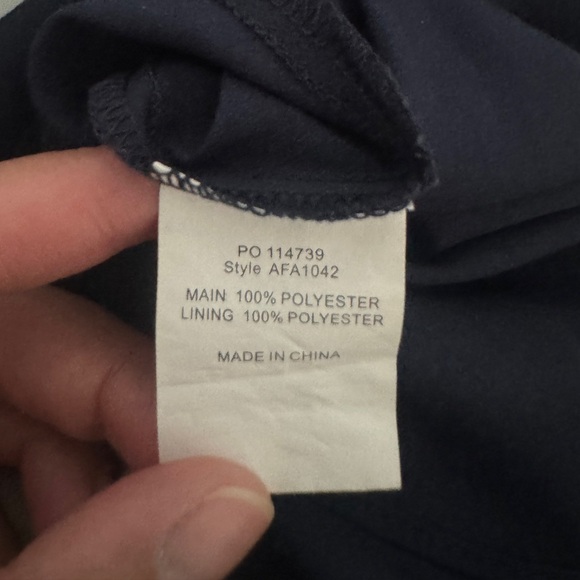 PO 114739
Style AFA1042
MAIN 100% POLYESTER
LINING 100% POLYESTER
MADE IN CHINA